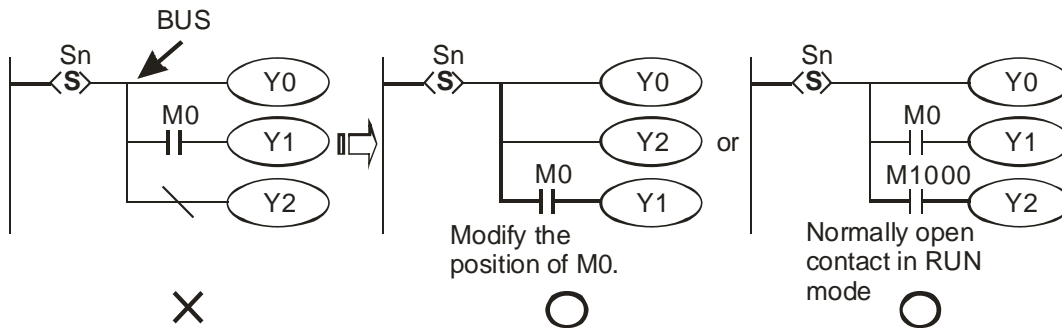 BUS
Sn
S
Y0
M0
Y1
Y2
Sn
S
Y0
Y2
M0
Y1
Modify the
position of M0.
or
Sn
S
Y0
M0
Y1
M1000
Y2
Normally open
contact in RUN
mode